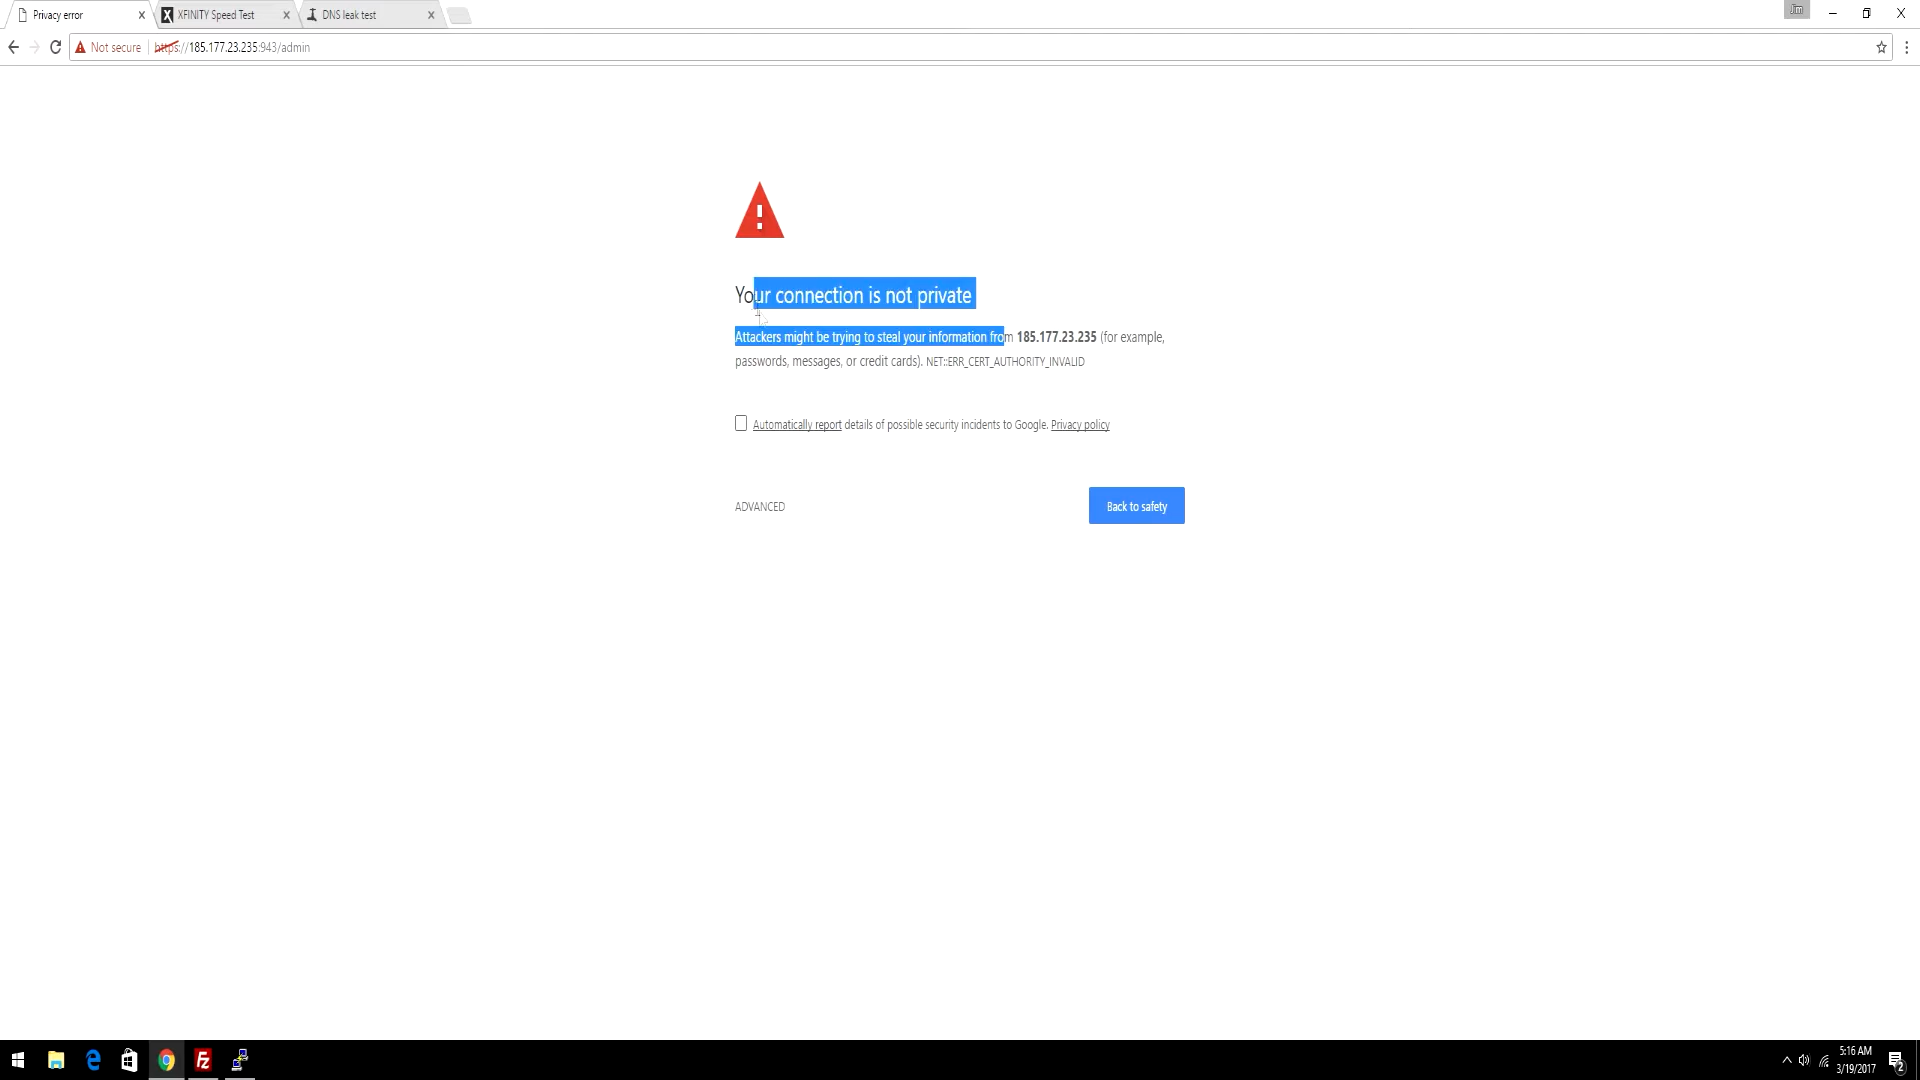 Privacy error
XFINITY Speed Test
DNS leak test
Jim
Not secure
https://185.177.23.235:943/admin
Your connection is not private
Attackers might be trying to steal your information from 185.177.23.235 (for example,
passwords, messages, or credit cards). NET::ERR_CERT_AUTHORITY_INVALID
Automatically report details of possible security incidents to Google. Privacy policy
ADVANCED
Back to safety
5:16 AM
3/19/2017
2